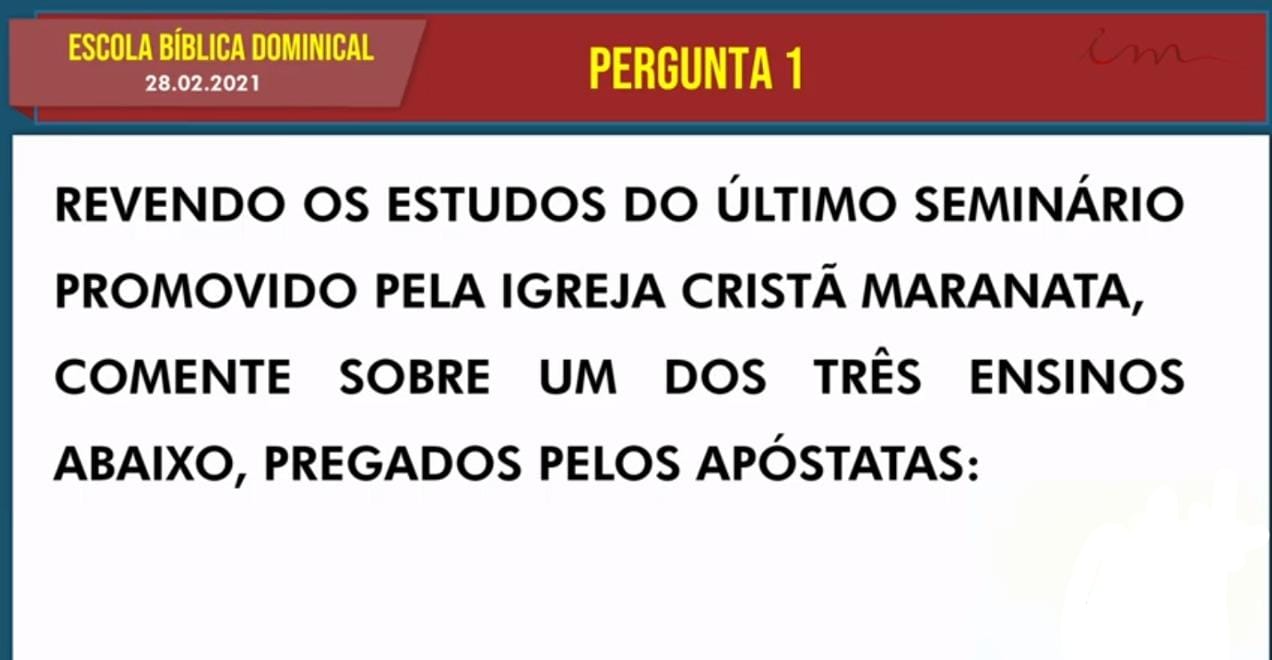 ESCOLA BÍBLICA DOMINICAL
28.02.2021
PERGUNTA 1
im
REVENDO OS ESTUDOS DO ÚLTIMO SEMINÁRIO
PROMOVIDO PELA IGREJA CRISTÃ MARANATA,
COMENTE SOBRE UM DOS TRÊS ENSINOS
ABAIXO, PREGADOS PELOS APÓSTATAS: